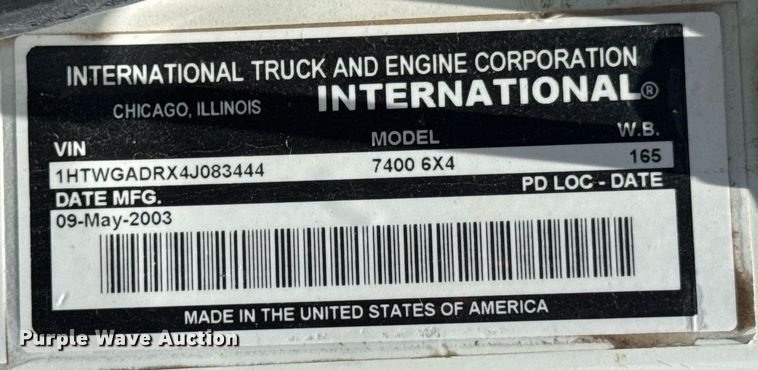 INTERNATIONAL TRUCK AND ENGINE CORPORATION
CHICAGO, ILLINOIS INTERNATIONAL®
VIN MODEL W.B.
1HTWGADRX4J083444 7400 6X4 165
DATE MFG. PD LOC - DATE
09-May-2003
MADE IN THE UNITED STATES OF AMERICA
Purple Wave Auction